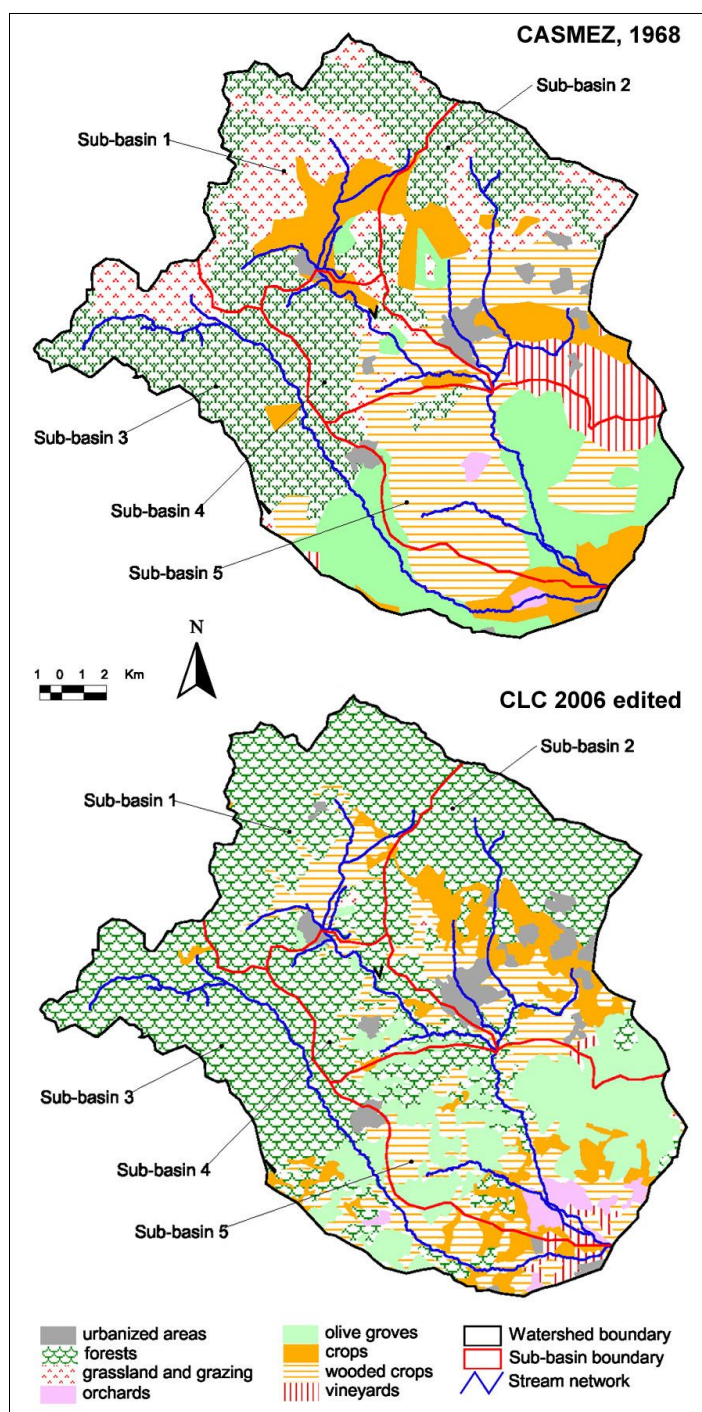 CASMEZ, 1968
Sub-basin 2
Sub-basin 1
Sub-basin 3
Sub-basin 4
Sub-basin 5
N
1 0 1 2 Km
CLC 2006 edited
Sub-basin 2
Sub-basin 1
Sub-basin 3
Sub-basin 4
Sub-basin 5
urbanized areas
forests
grassland and grazing
orchards
olive groves
crops
wooded crops
vineyards
Watershed boundary
Sub-basin boundary
Stream network